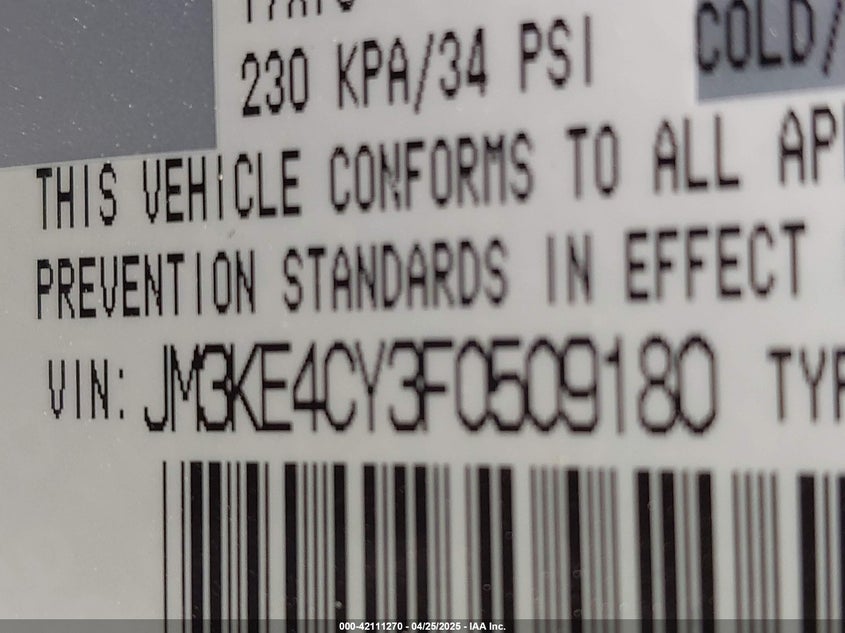 230 KPA/34 PSI COLD/
THIS VEHICLE CONFORMS TO ALL AP
PREVENTION STANDARDS IN EFFECT
VIN: JM3KE4CY3F0509180 TYP
000-42111270 - 04/25/2025 - IAA Inc.